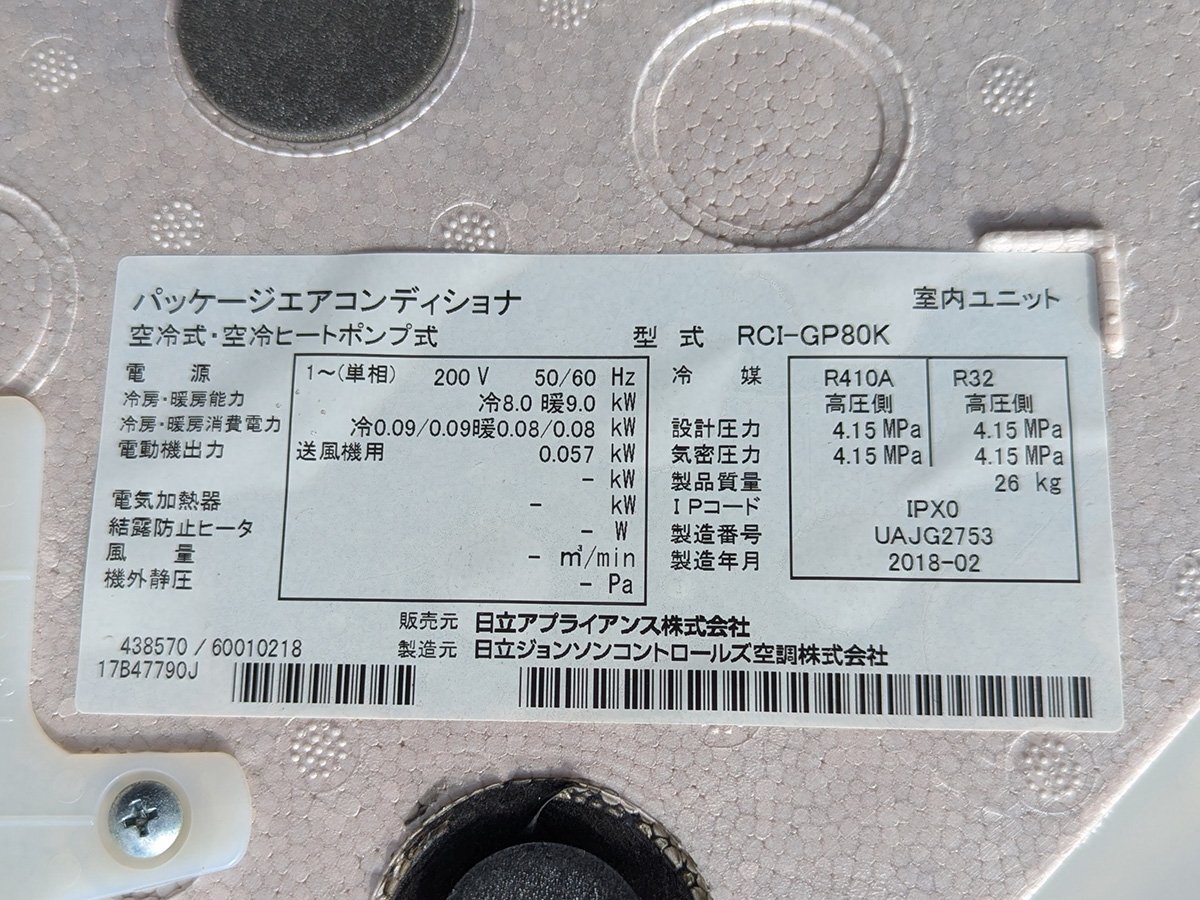 パッケージエアコンディショナ 室内ユニット
空冷式・空冷ヒートポンプ式 型式 RCI-GP80K
電源 1～(単相) 200 V 50/60 Hz 冷媒 R410A R32
冷房・暖房能力 冷8.0 暖9.0 kW 高圧側 高圧側
冷房・暖房消費電力 冷0.09/0.09暖0.08/0.08 kW 設計圧力 4.15 MPa 4.15 MPa
電動機出力 送風機用 0.057 kW 気密圧力 4.15 MPa 4.15 MPa
- kW 製品質量 26 kg
電気加熱器 - kW IPコード IPX0
結露防止ヒータ - W 製造番号 UAJG2753
風量 - m³/min 製造年月 2018-02
機外静圧 - Pa
販売元 日立アプライアンス株式会社
438570 / 60010218 製造元 日立ジョンソンコントロールズ空調株式会社
17B47790J